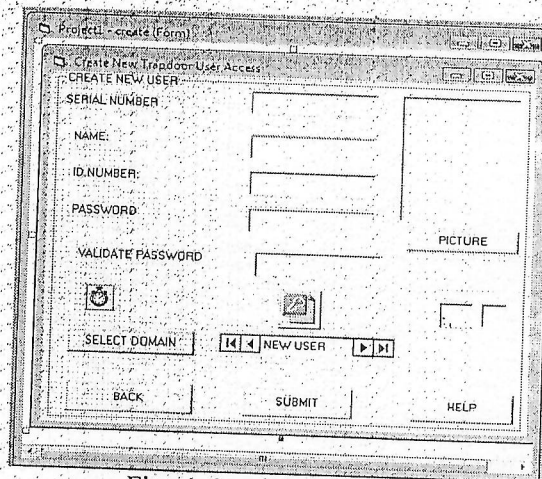 Project1 - create (Form)
Create New Trapdoor User Access
CREATE NEW USER
SERIAL NUMBER
NAME:
ID.NUMBER:
PASSWORD
VALIDATE PASSWORD
PICTURE
SELECT DOMAIN
NEW USER
BACK
SUBMIT
HELP